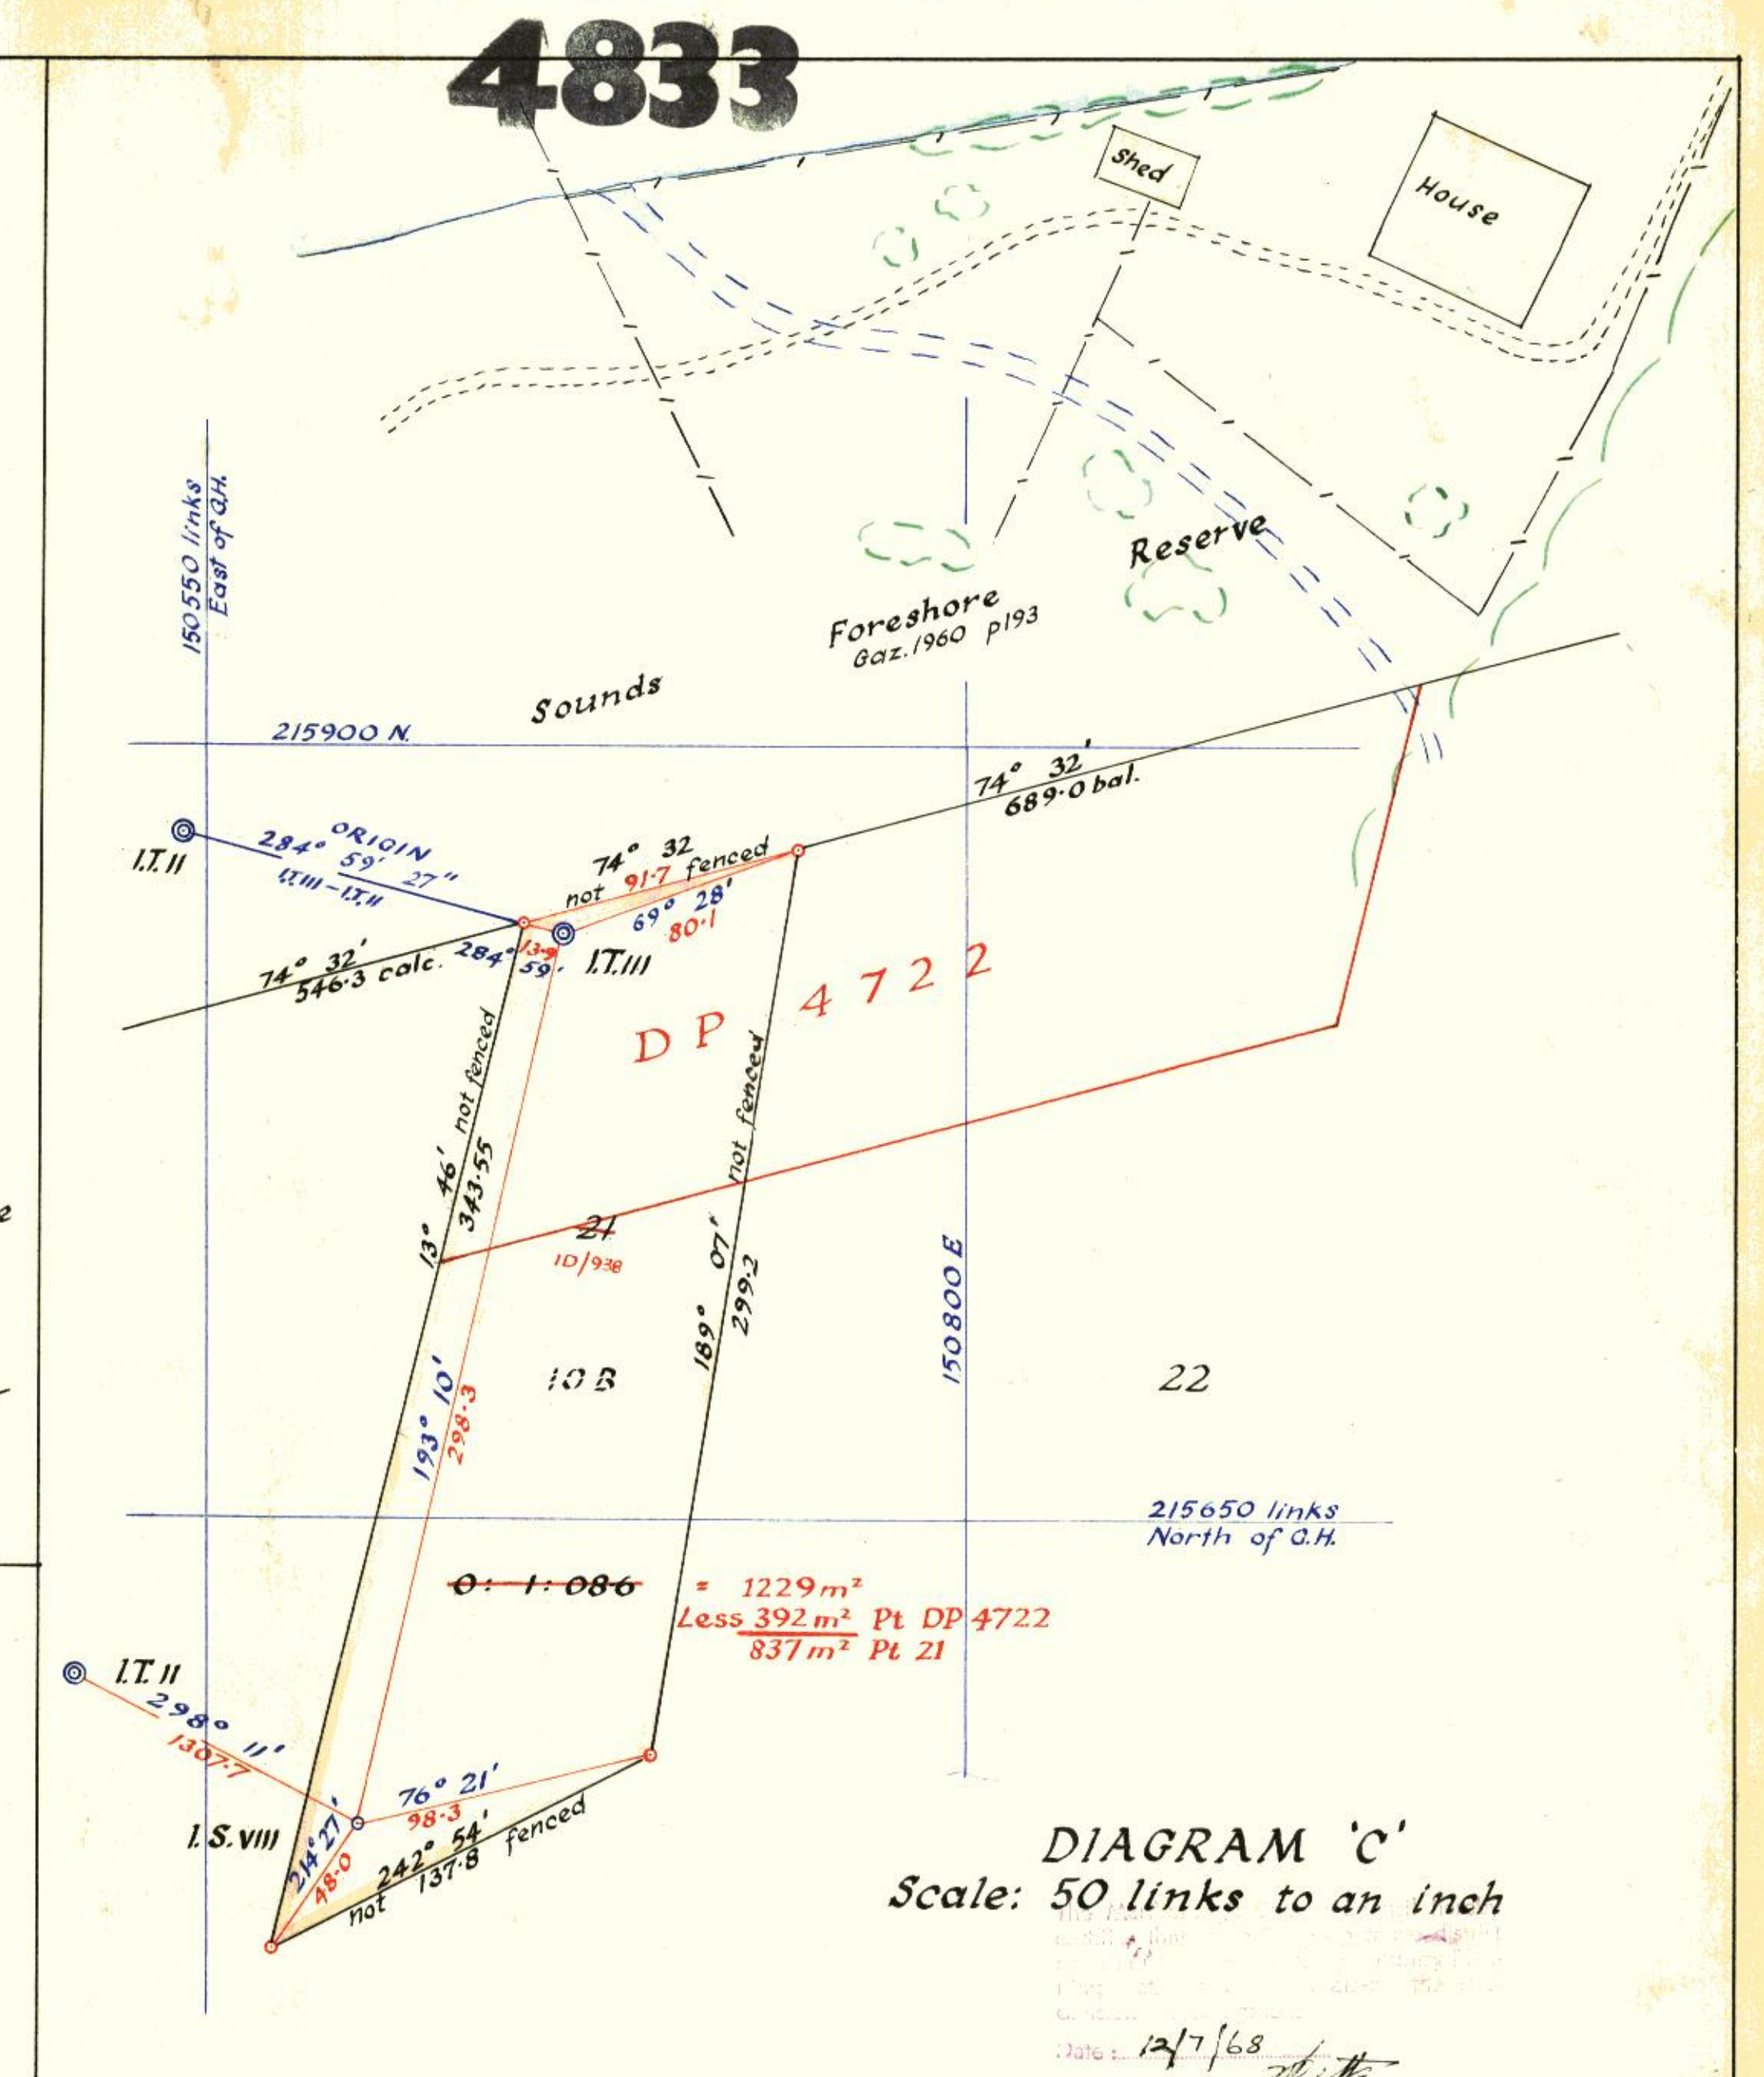 4833
Shed
House
150550 links
East of G.H.
Reserve
Foreshore
Gaz. 1960 p193
Sounds
215900 N.
74° 32'
689.0 bal.
I.T. II
ORIGIN
284° 59' 27"
I.T. III – I.T. II
74° 32
not 91.7 fenced
69° 28'
80.1
74° 32'
546.3 calc.
13.9
284° 59'
I.T. III
DP 4722
13° 46' not fenced
343.55
189° 07' not fenced
299.2
21
1D/938
10B
150800 E
22
193° 10'
298.3
215650 links
North of G.H.
0: 1: 08.6 = 1229 m²
Less 392 m² Pt DP 4722
837 m² Pt 21
I.T. II
298° 11'
1307.7
76° 21'
98.3
I.S. VIII
214° 27'
48.0
242° 54'
not 137.8 fenced
DIAGRAM 'C'
Scale: 50 links to an inch
Date: 12/7/68